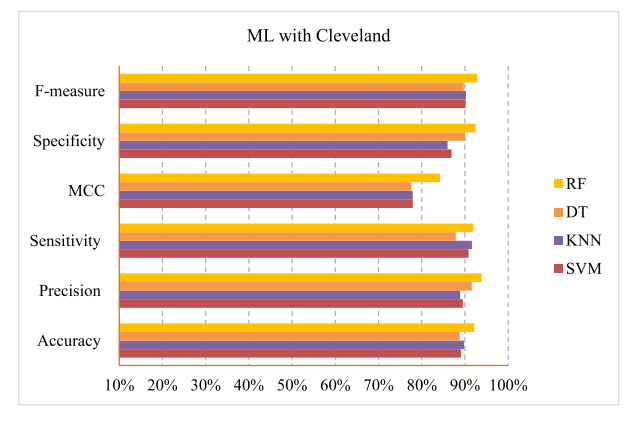 ML with Cleveland
F-measure
Specificity
MCC
Sensitivity
Precision
Accuracy
10% 20% 30% 40% 50% 60% 70% 80% 90% 100%
RF
DT
KNN
SVM